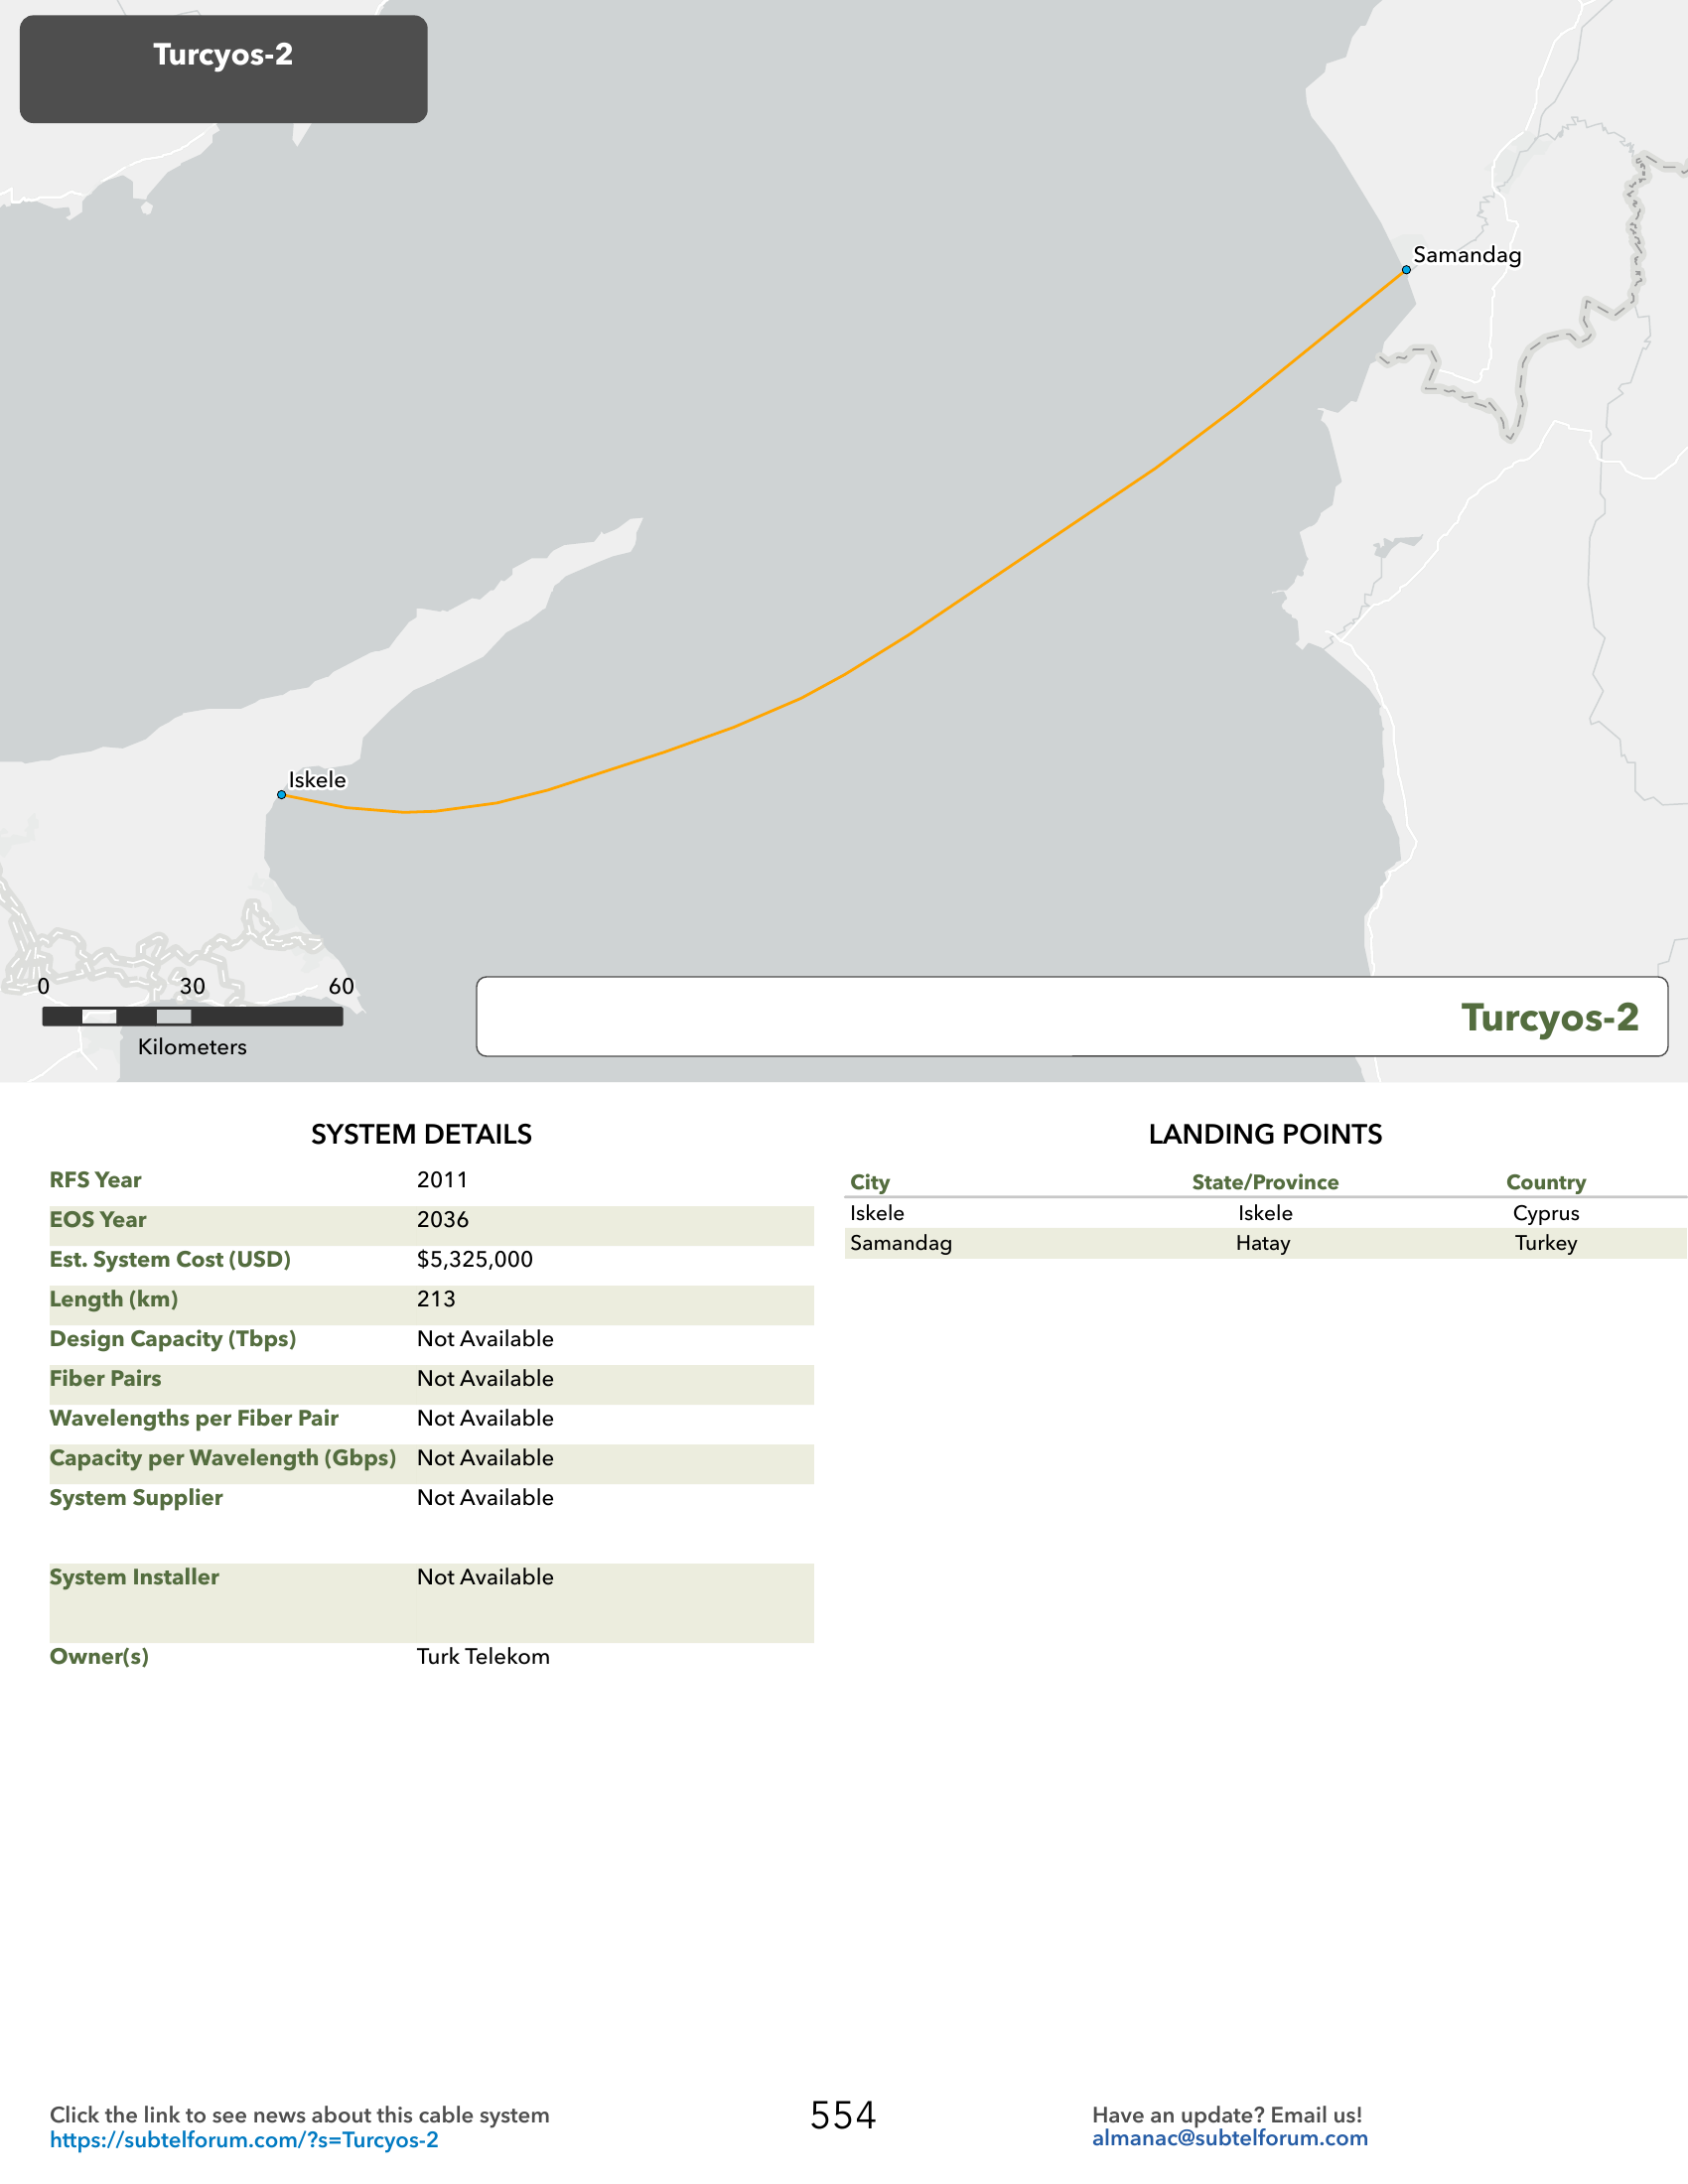 Turcyos-2
Samandag
Iskele
0 30 60
Kilometers
Turcyos-2
SYSTEM DETAILS
RFS Year 2011
EOS Year 2036
Est. System Cost (USD) $5,325,000
Length (km) 213
Design Capacity (Tbps) Not Available
Fiber Pairs Not Available
Wavelengths per Fiber Pair Not Available
Capacity per Wavelength (Gbps) Not Available
System Supplier Not Available
System Installer Not Available
Owner(s) Turk Telekom
LANDING POINTS
City State/Province Country
Iskele Iskele Cyprus
Samandag Hatay Turkey
Click the link to see news about this cable system
https://subtelforum.com/?s=Turcyos-2
554
Have an update? Email us!
almanac@subtelforum.com